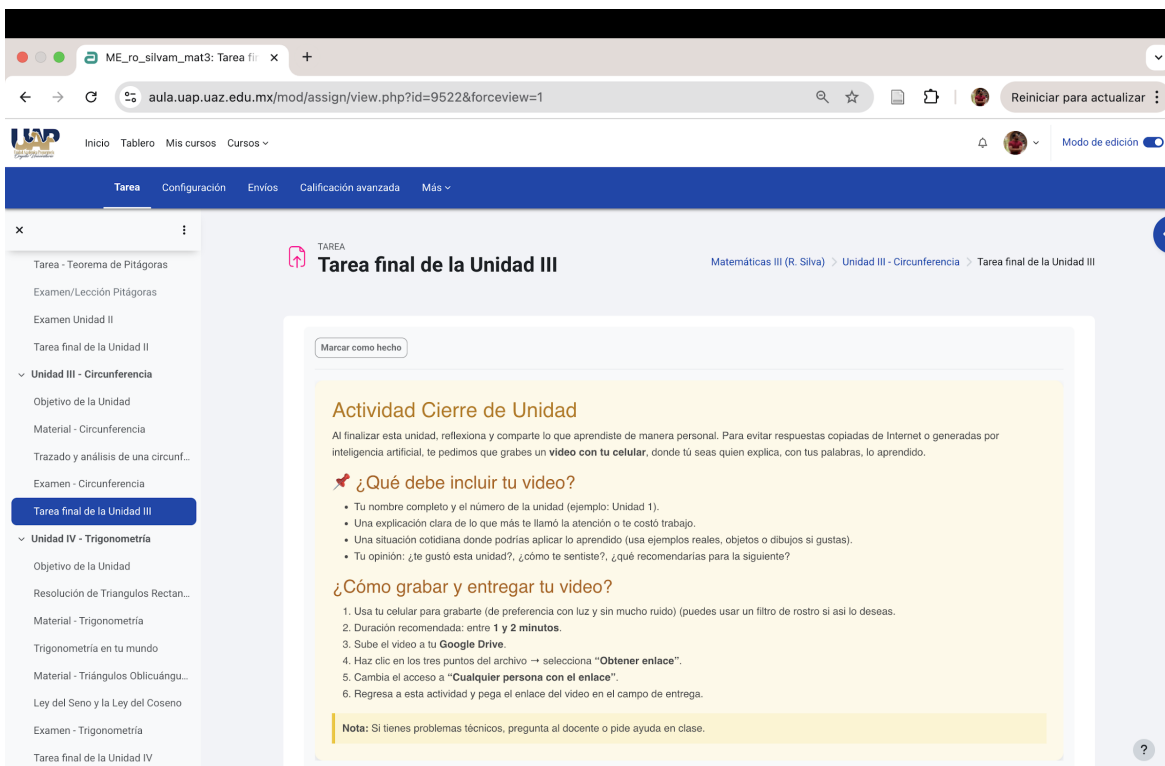 ME_ro_silvam_mat3: Tarea fir
aula.uap.uaz.edu.mx/mod/assign/view.php?id=9522&forceview=1
Reiniciar para actualizar
UAP
Inicio Tablero Mis cursos Cursos
Modo de edición
Tarea Configuración Envíos Calificación avanzada Más
Tarea - Teorema de Pitágoras
Examen/Lección Pitágoras
Examen Unidad II
Tarea final de la Unidad II
Unidad III - Circunferencia
Objetivo de la Unidad
Material - Circunferencia
Trazado y análisis de una circunf...
Examen - Circunferencia
Tarea final de la Unidad III
Unidad IV - Trigonometría
Objetivo de la Unidad
Resolución de Triangulos Rectan...
Material - Trigonometría
Trigonometría en tu mundo
Material - Triángulos Oblicuángu...
Ley del Seno y la Ley del Coseno
Examen - Trigonometría
Tarea final de la Unidad IV
TAREA
Tarea final de la Unidad III
Matemáticas III (R. Silva) > Unidad III - Circunferencia > Tarea final de la Unidad III
Marcar como hecho
Actividad Cierre de Unidad
Al finalizar esta unidad, reflexiona y comparte lo que aprendiste de manera personal. Para evitar respuestas copiadas de Internet o generadas por
inteligencia artificial, te pedimos que grabes un video con tu celular, donde tú seas quien explica, con tus palabras, lo aprendido.
📌 ¿Qué debe incluir tu video?
• Tu nombre completo y el número de la unidad (ejemplo: Unidad 1).
• Una explicación clara de lo que más te llamó la atención o te costó trabajo.
• Una situación cotidiana donde podrías aplicar lo aprendido (usa ejemplos reales, objetos o dibujos si gustas).
• Tu opinión: ¿te gustó esta unidad?, ¿cómo te sentiste?, ¿qué recomendarías para la siguiente?
¿Cómo grabar y entregar tu video?
1. Usa tu celular para grabarte (de preferencia con luz y sin mucho ruido) (puedes usar un filtro de rostro si asi lo deseas.
2. Duración recomendada: entre 1 y 2 minutos.
3. Sube el video a tu Google Drive.
4. Haz clic en los tres puntos del archivo → selecciona “Obtener enlace”.
5. Cambia el acceso a “Cualquier persona con el enlace”.
6. Regresa a esta actividad y pega el enlace del video en el campo de entrega.
Nota: Si tienes problemas técnicos, pregunta al docente o pide ayuda en clase.
?